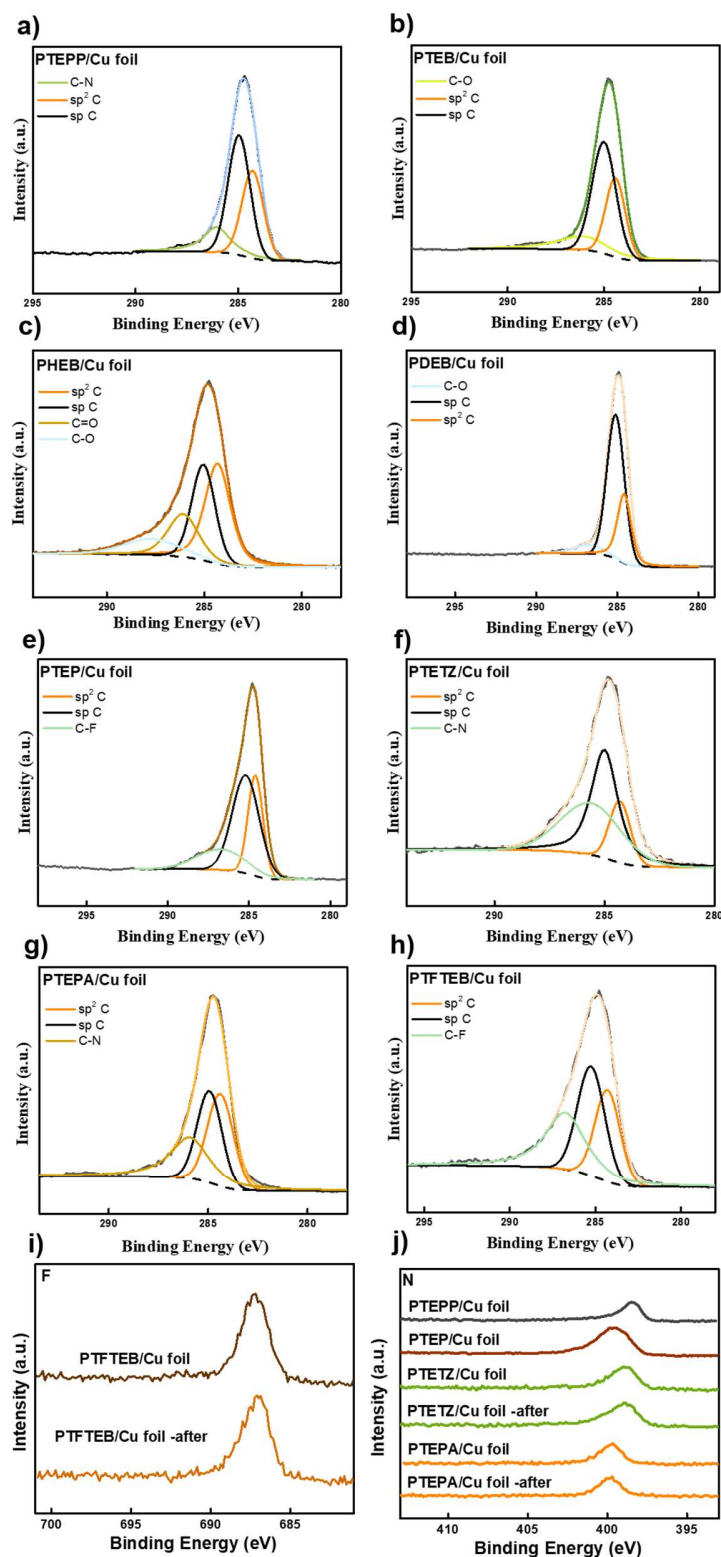 a)
PTEPP/Cu foil
C-N
sp² C
sp C
Intensity (a.u.)
295
290
285
280
Binding Energy (eV)
b)
PTEB/Cu foil
C-O
sp² C
sp C
Intensity (a.u.)
295
290
285
280
Binding Energy (eV)
c)
PHEB/Cu foil
sp² C
sp C
C=O
C-O
Intensity (a.u.)
290
285
280
Binding Energy (eV)
d)
PDEB/Cu foil
C-O
sp C
sp² C
Intensity (a.u.)
295
290
285
280
Binding Energy (eV)
e)
PTEP/Cu foil
sp² C
sp C
C-F
Intensity (a.u.)
295
290
285
280
Binding Energy (eV)
f)
PTETZ/Cu foil
sp² C
sp C
C-N
Intensity (a.u.)
290
285
280
Binding Energy (eV)
g)
PTEPA/Cu foil
sp² C
sp C
C-N
Intensity (a.u.)
290
285
280
Binding Energy (eV)
h)
PTFTEB/Cu foil
sp² C
sp C
C-F
Intensity (a.u.)
295
290
285
280
Binding Energy (eV)
i)
F
PTFTEB/Cu foil
PTFTEB/Cu foil -after
Intensity (a.u.)
700
695
690
685
Binding Energy (eV)
j)
N
PTEPP/Cu foil
PTEP/Cu foil
PTETZ/Cu foil
PTETZ/Cu foil -after
PTEPA/Cu foil
PTEPA/Cu foil -after
Intensity (a.u.)
410
405
400
395
Binding Energy (eV)